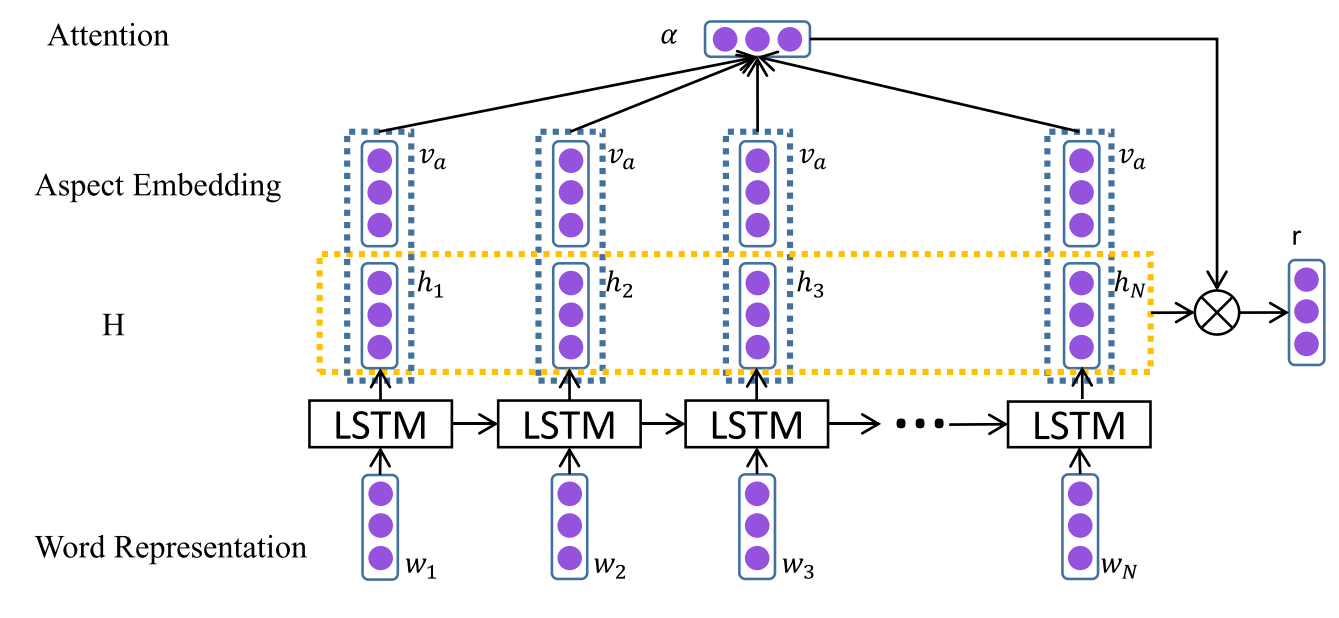 Attention α
Aspect Embedding v_a v_a v_a v_a
r
H h_1 h_2 h_3 h_N
LSTM LSTM LSTM ... LSTM
Word Representation w_1 w_2 w_3 w_N